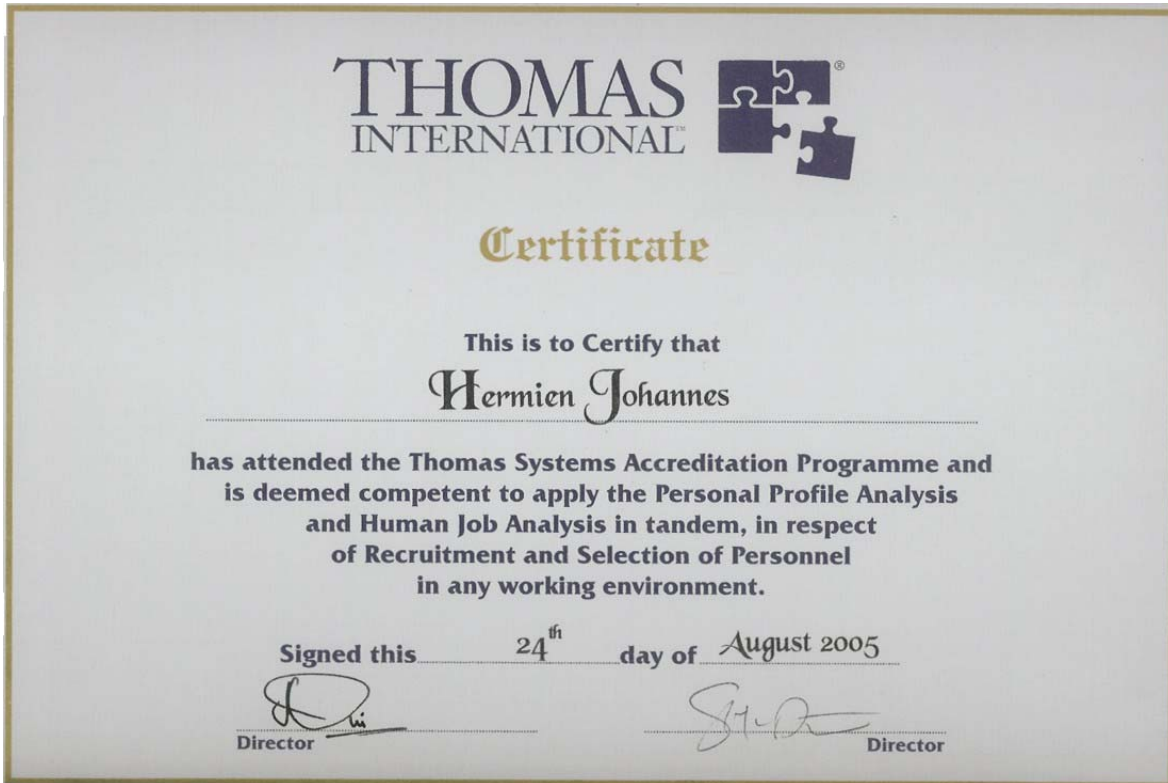 THOMAS
INTERNATIONAL™
®
Certificate
This is to Certify that
Hermien Johannes
has attended the Thomas Systems Accreditation Programme and
is deemed competent to apply the Personal Profile Analysis
and Human Job Analysis in tandem, in respect
of Recruitment and Selection of Personnel
in any working environment.
Signed this 24th day of August 2005
Director Director